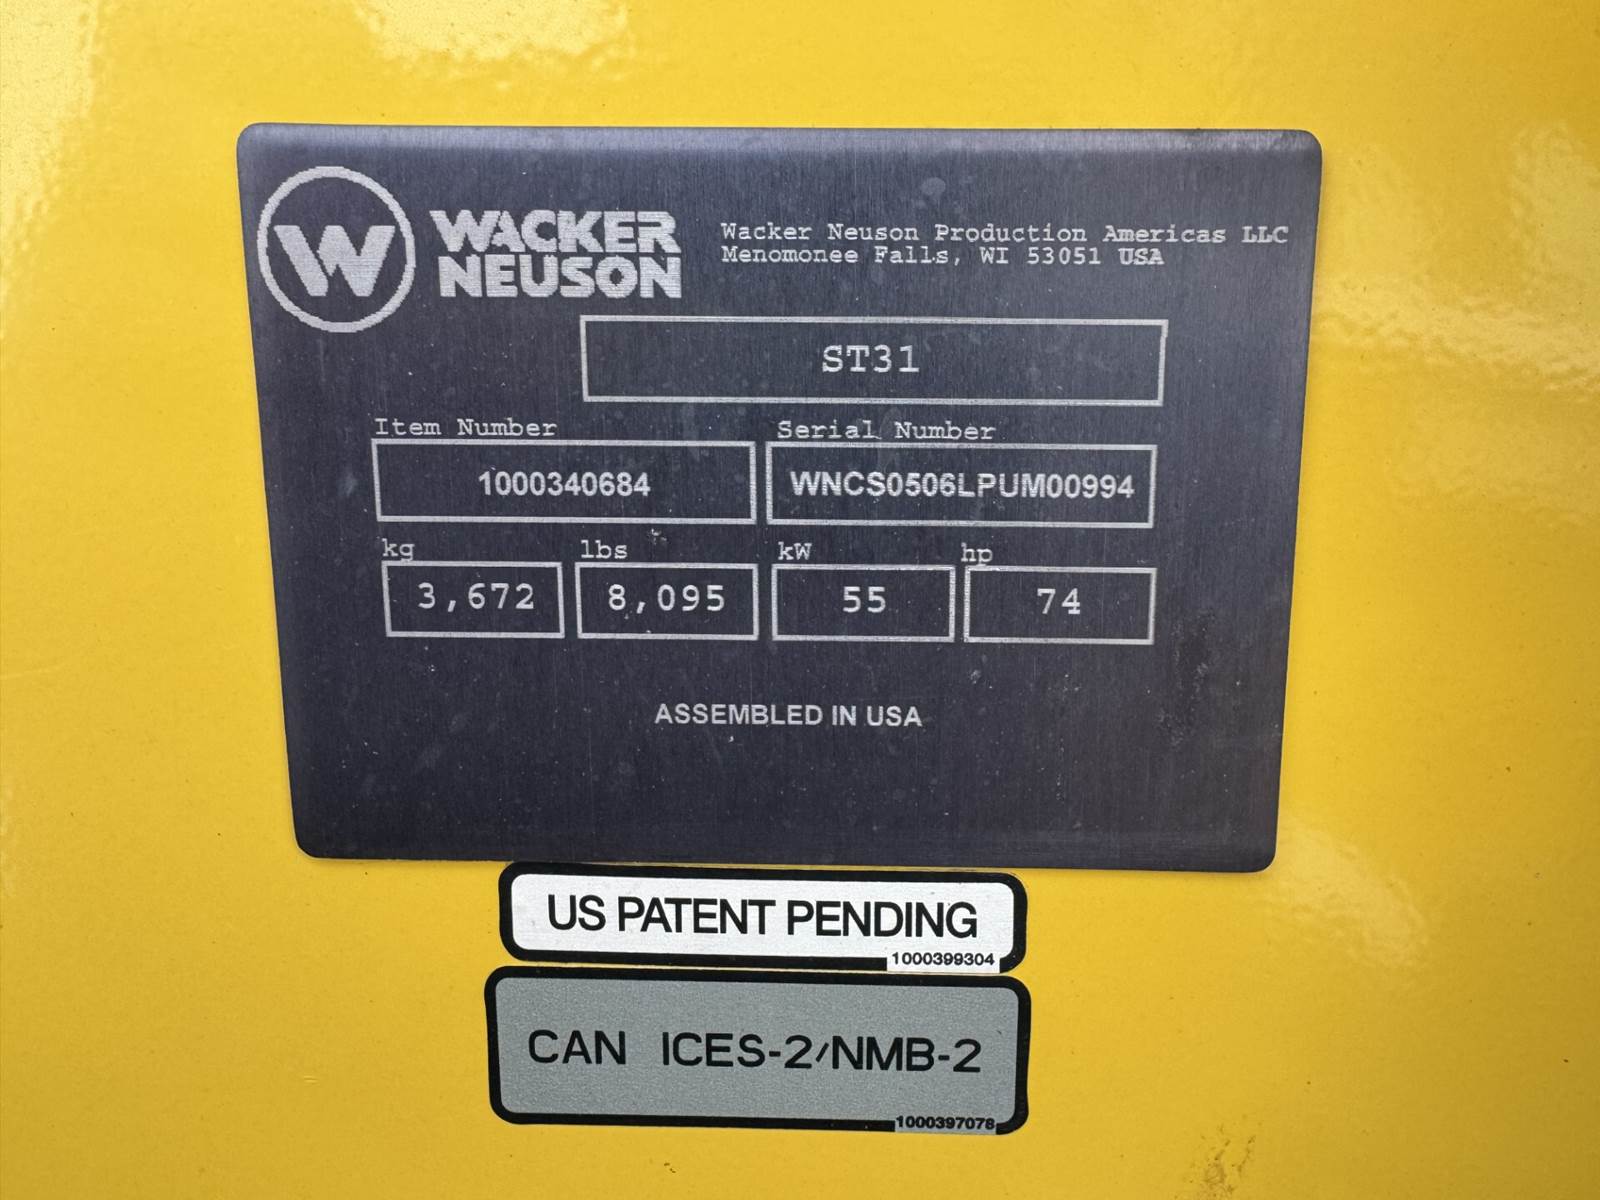 W
WACKER
NEUSON
Wacker Neuson Production Americas LLC
Menomonee Falls, WI 53051 USA
ST31
Item Number
Serial Number
1000340684
WNCS0506LPUM00994
kg
lbs
kW
hp
3,672
8,095
55
74
ASSEMBLED IN USA
US PATENT PENDING
1000399304
CAN ICES-2/NMB-2
1000397078